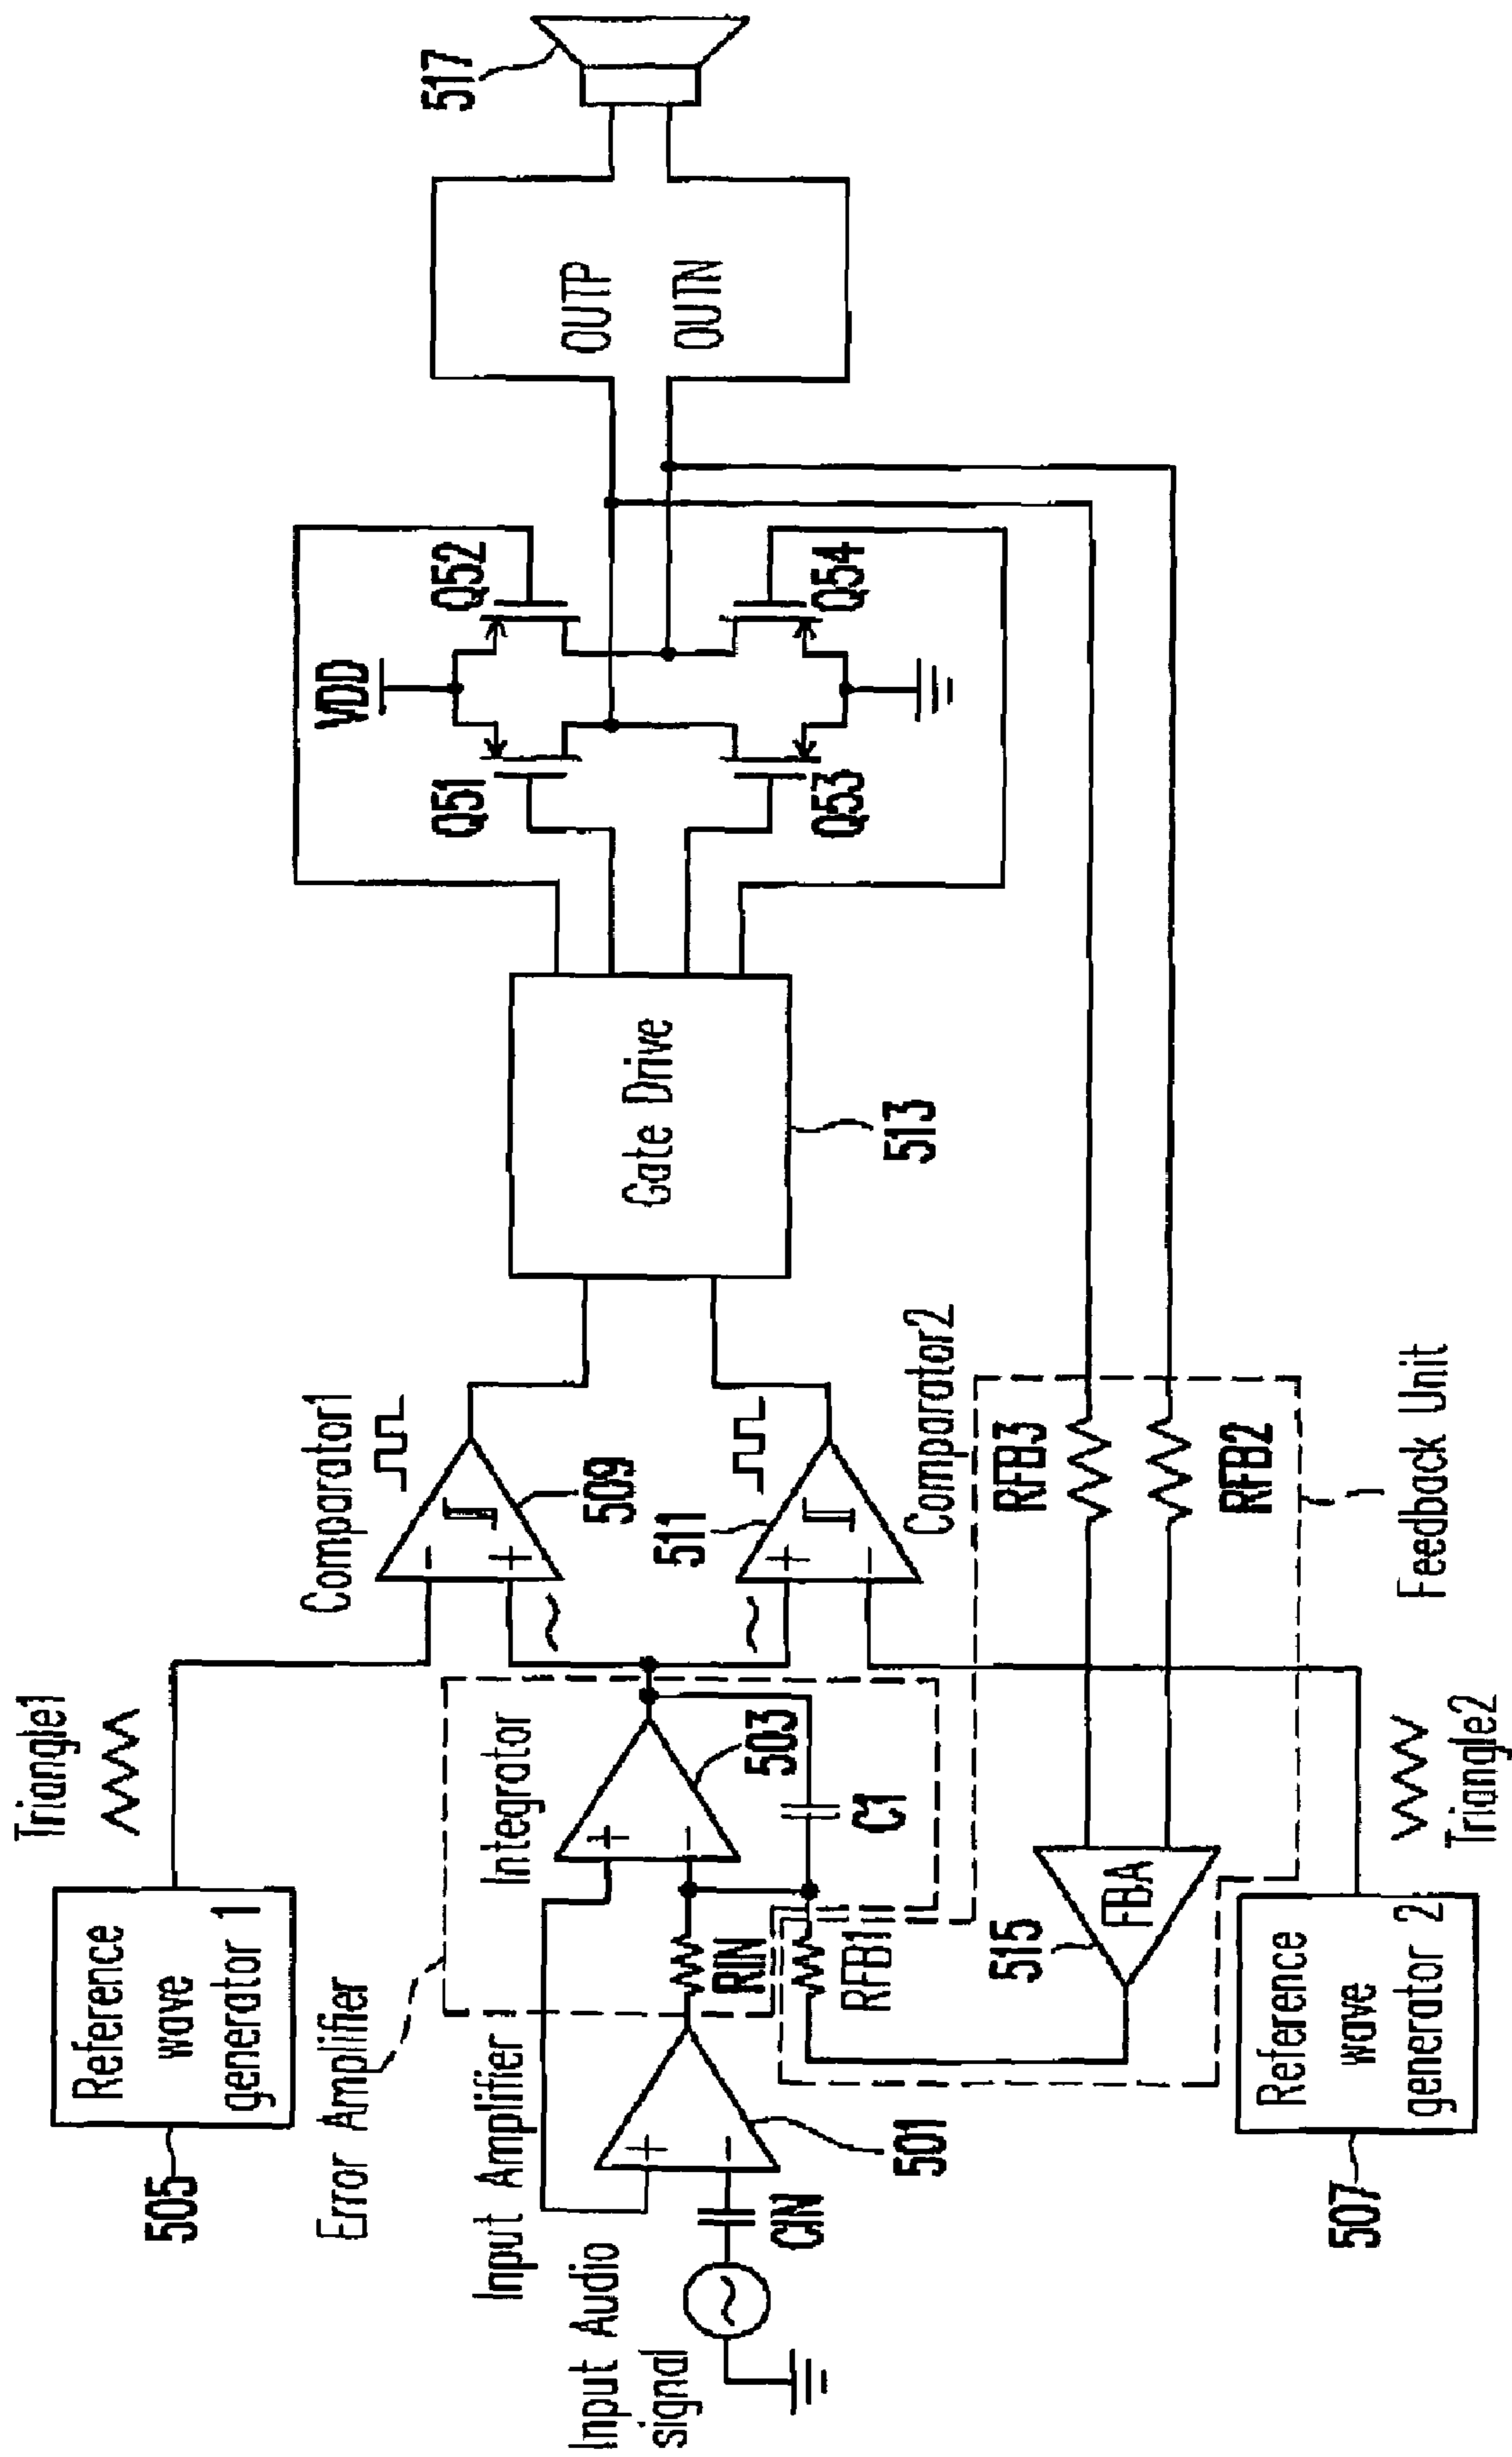 Triangle1
Reference
wave
generator 1
505
Error Amplifier
Integrator
Input Amplifier
Input Audio
signal
CIN
501
RIN
503
C1
RFB1
Comparator1
509
511
Comparator2
Gate Drive
513
VDD
Q51
Q52
Q53
Q54
OUTP
OUTN
517
RFB3
RFB2
Feedback Unit
FBA
515
Reference
wave
generator 2
507
Triangle2